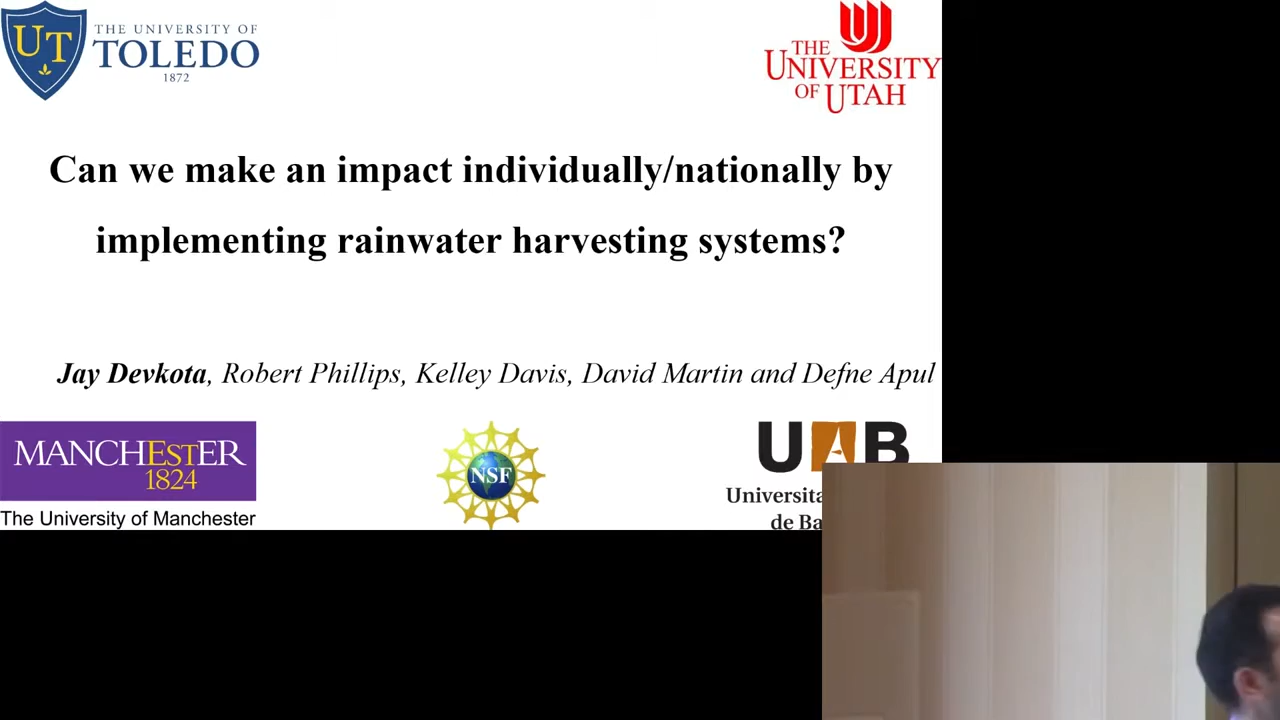 UT
THE UNIVERSITY OF
TOLEDO
1872
THE
UNIVERSITY
OF UTAH
Can we make an impact individually/nationally by
implementing rainwater harvesting systems?
Jay Devkota, Robert Phillips, Kelley Davis, David Martin and Defne Apul
MANCHESTER
1824
The University of Manchester
NSF
UAB
Universita
de Ba